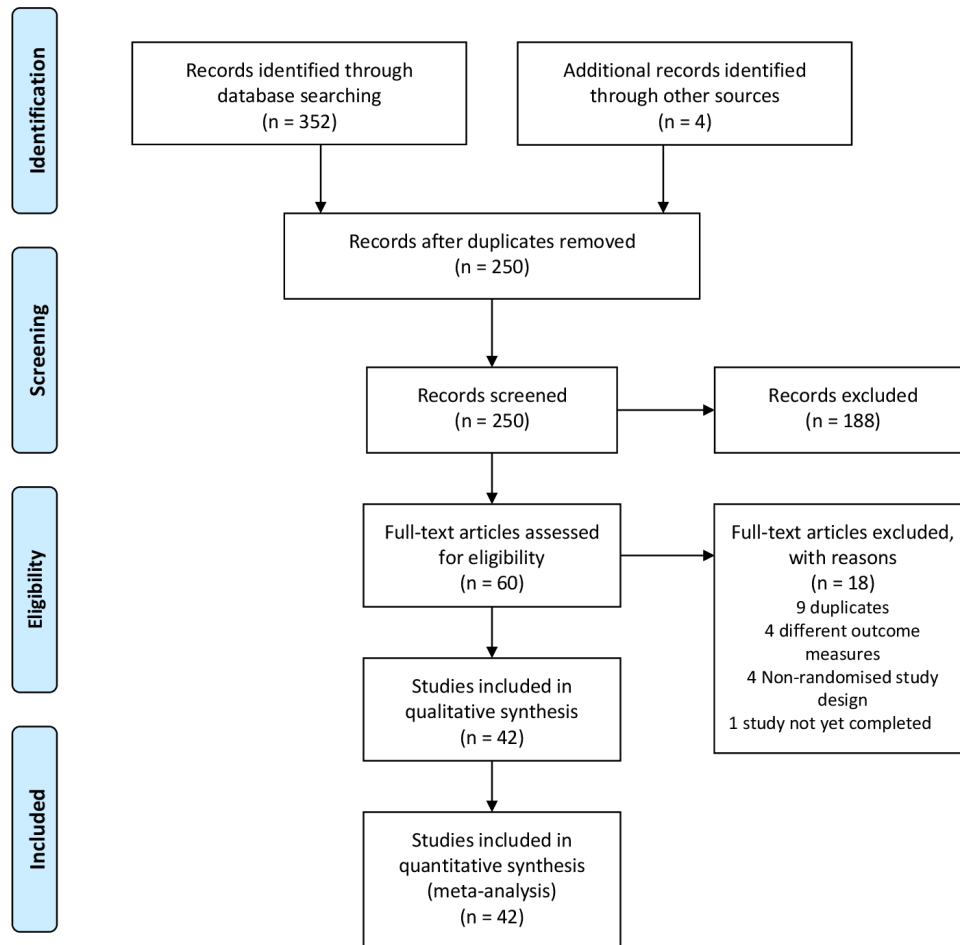 Identification
Records identified through
database searching
(n = 352)
Additional records identified
through other sources
(n = 4)
Records after duplicates removed
(n = 250)
Screening
Records screened
(n = 250)
Records excluded
(n = 188)
Eligibility
Full-text articles assessed
for eligibility
(n = 60)
Full-text articles excluded,
with reasons
(n = 18)
9 duplicates
4 different outcome
measures
4 Non-randomised study
design
1 study not yet completed
Studies included in
qualitative synthesis
(n = 42)
Included
Studies included in
quantitative synthesis
(meta-analysis)
(n = 42)